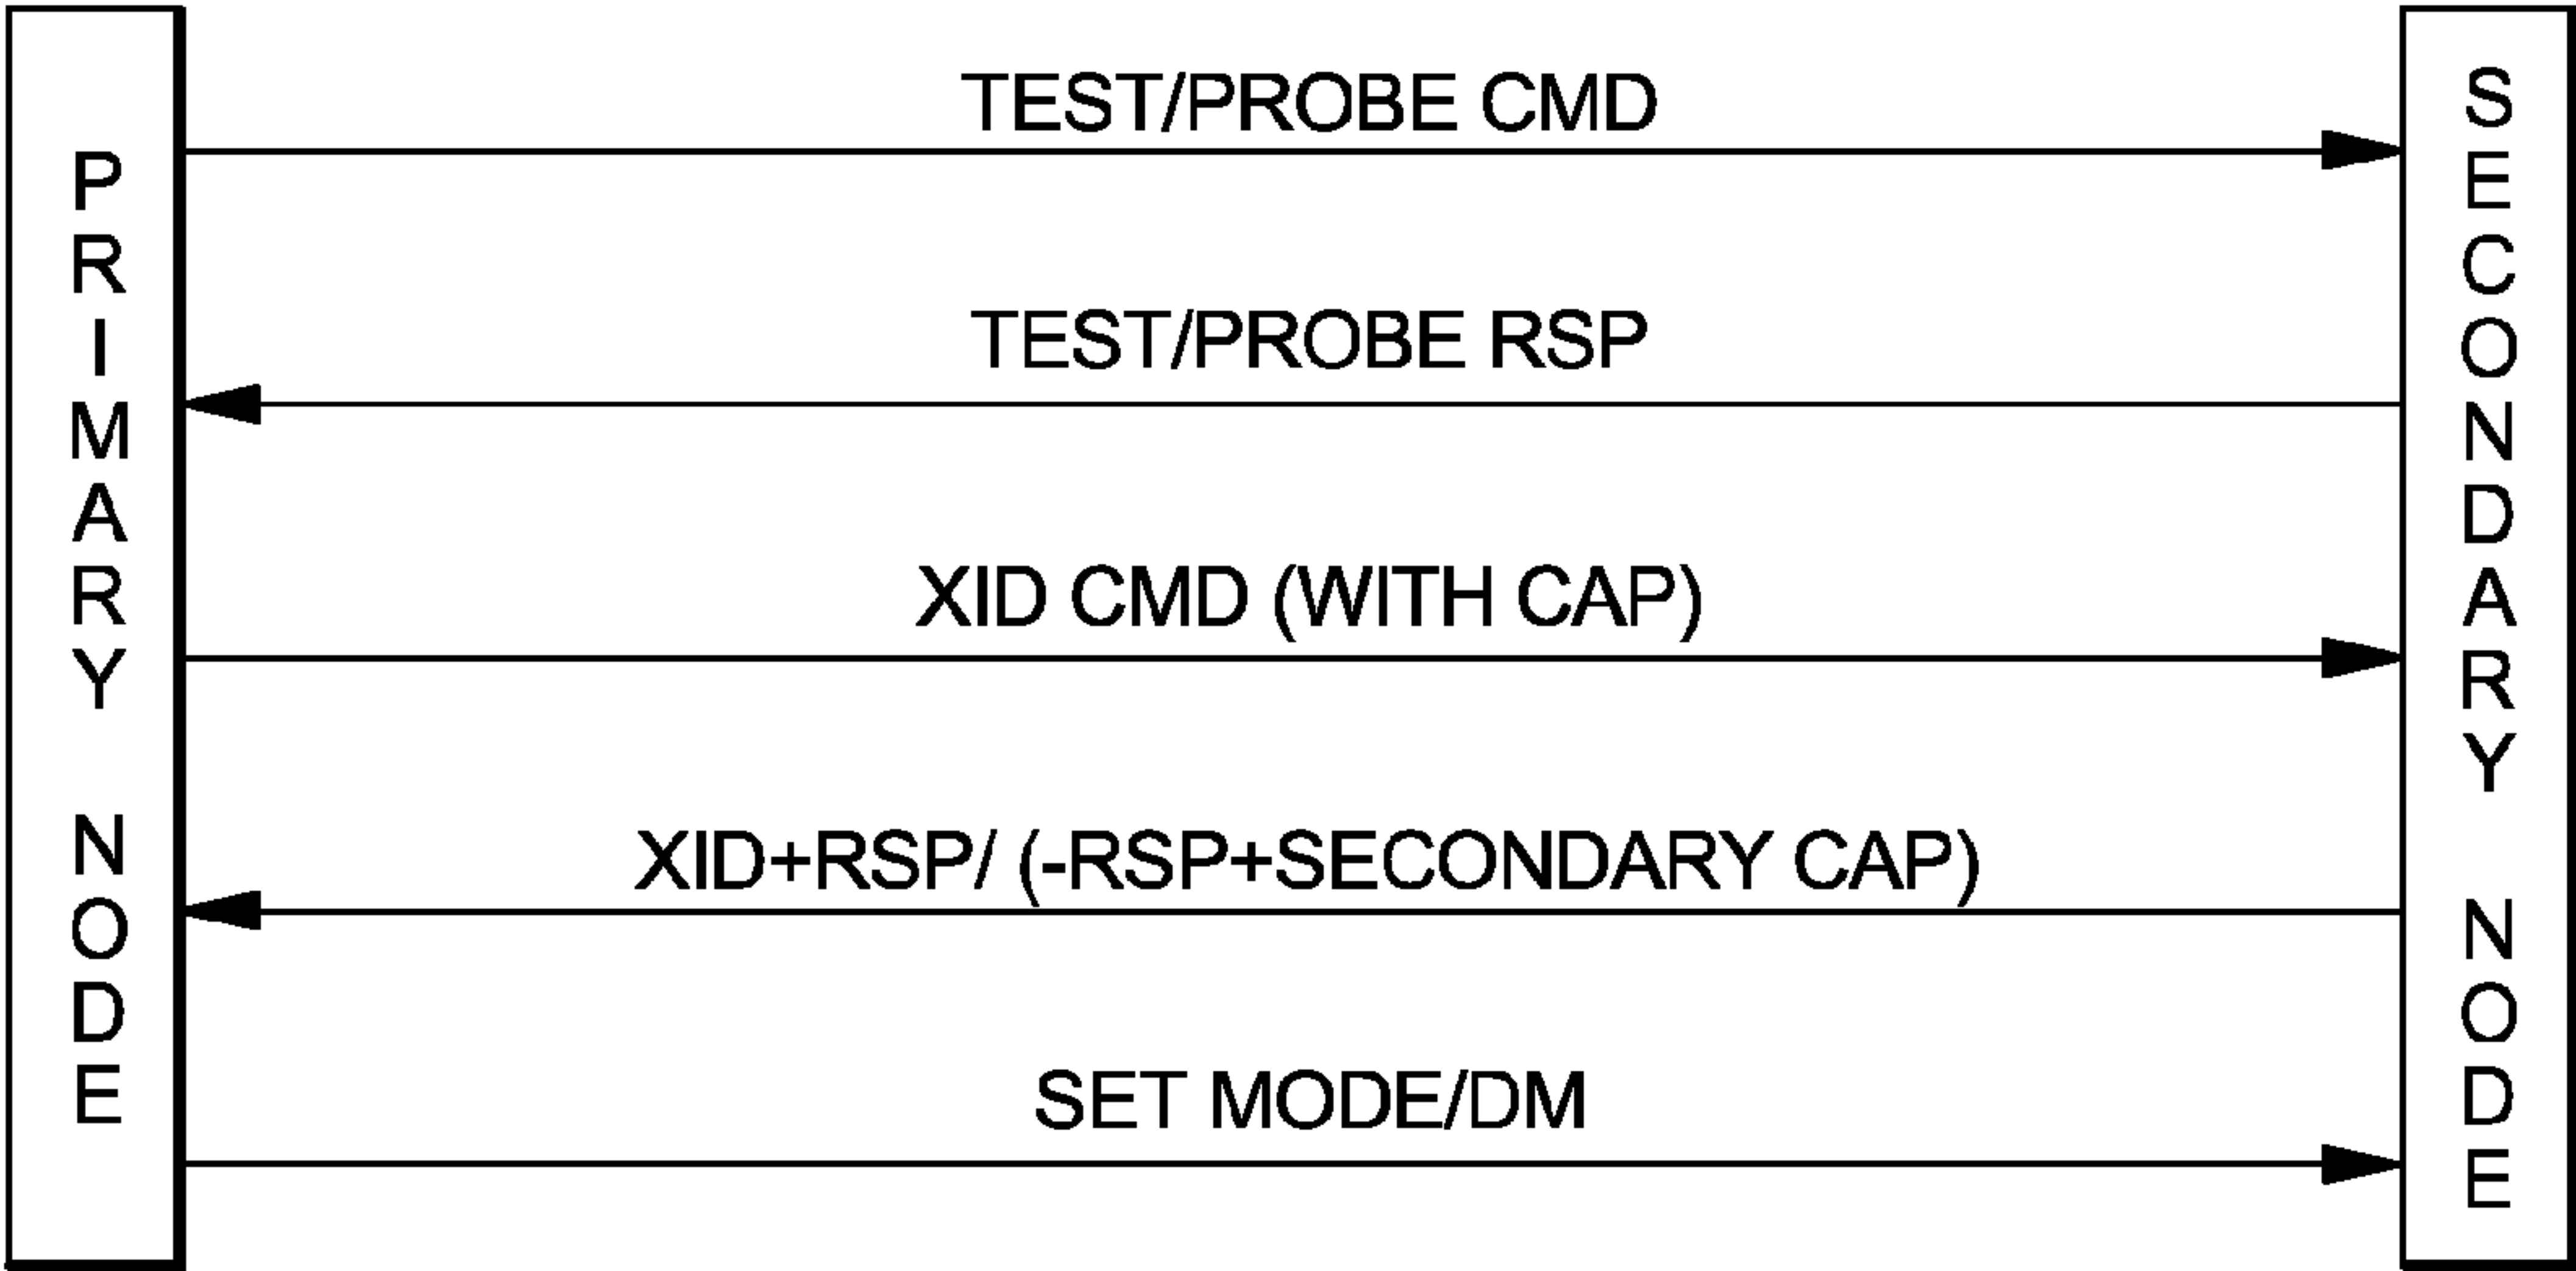 PRIMARY NODE
TEST/PROBE CMD
TEST/PROBE RSP
XID CMD (WITH CAP)
XID+RSP/ (-RSP+SECONDARY CAP)
SET MODE/DM
SECONDARY NODE